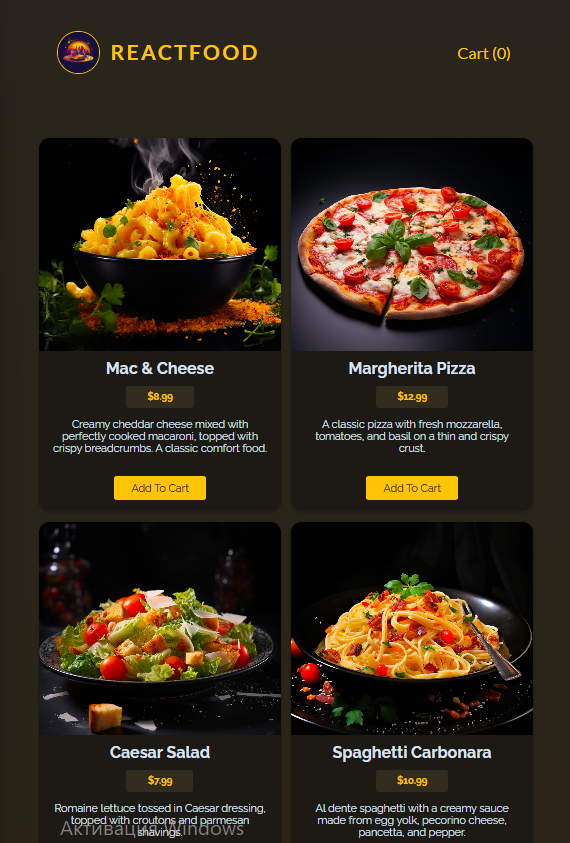 REACTFOOD
Cart (0)
Mac & Cheese
$8.99
Creamy cheddar cheese mixed with
perfectly cooked macaroni, topped with
crispy breadcrumbs. A classic comfort food.
Add To Cart
Margherita Pizza
$12.99
A classic pizza with fresh mozzarella,
tomatoes, and basil on a thin and crispy
crust.
Add To Cart
Caesar Salad
$7.99
Romaine lettuce tossed in Caesar dressing,
topped with croutons and parmesan
shavings.
Spaghetti Carbonara
$10.99
Al dente spaghetti with a creamy sauce
made from egg yolk, pecorino cheese,
pancetta, and pepper.
Активация Windows